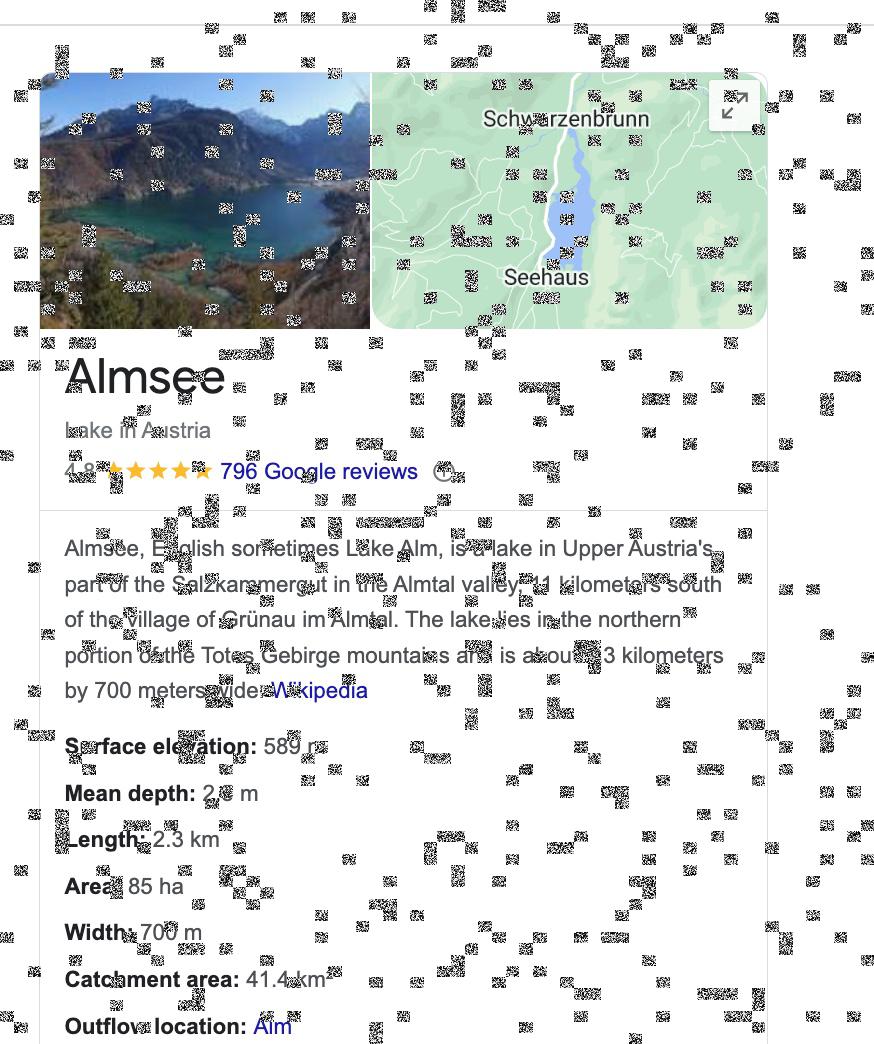 Schwarzenbrunn
Seehaus
Almsee
Lake in Austria
4.8 796 Google reviews
Almsee, English sometimes Lake Alm, is a lake in Upper Austria's
part of the Salzkammergut in the Almtal valley, 11 kilometers south
of the village of Grünau im Almtal. The lake lies in the northern
portion of the Totes Gebirge mountains and is about kilometers
by 700 meters wide. Wikipedia
Surface elevation: 589 m
Mean depth: m
Length: 2.3 km
Area: 85 ha
Width: 700 m
Catchment area: 41.4 km²
Outflow location: Alm